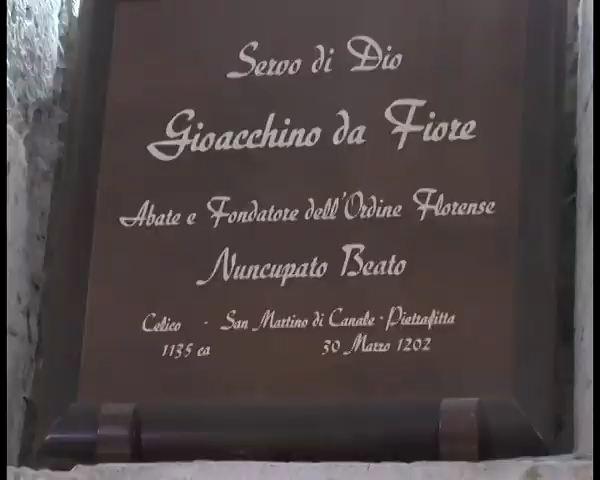 Servo di Dio
Gioacchino da Fiore
Abate e Fondatore dell'Ordine Florense
Nuncupato Beato
Celico - San Martino di Canale - Pietrafitta
1135 ca 30 Marzo 1202